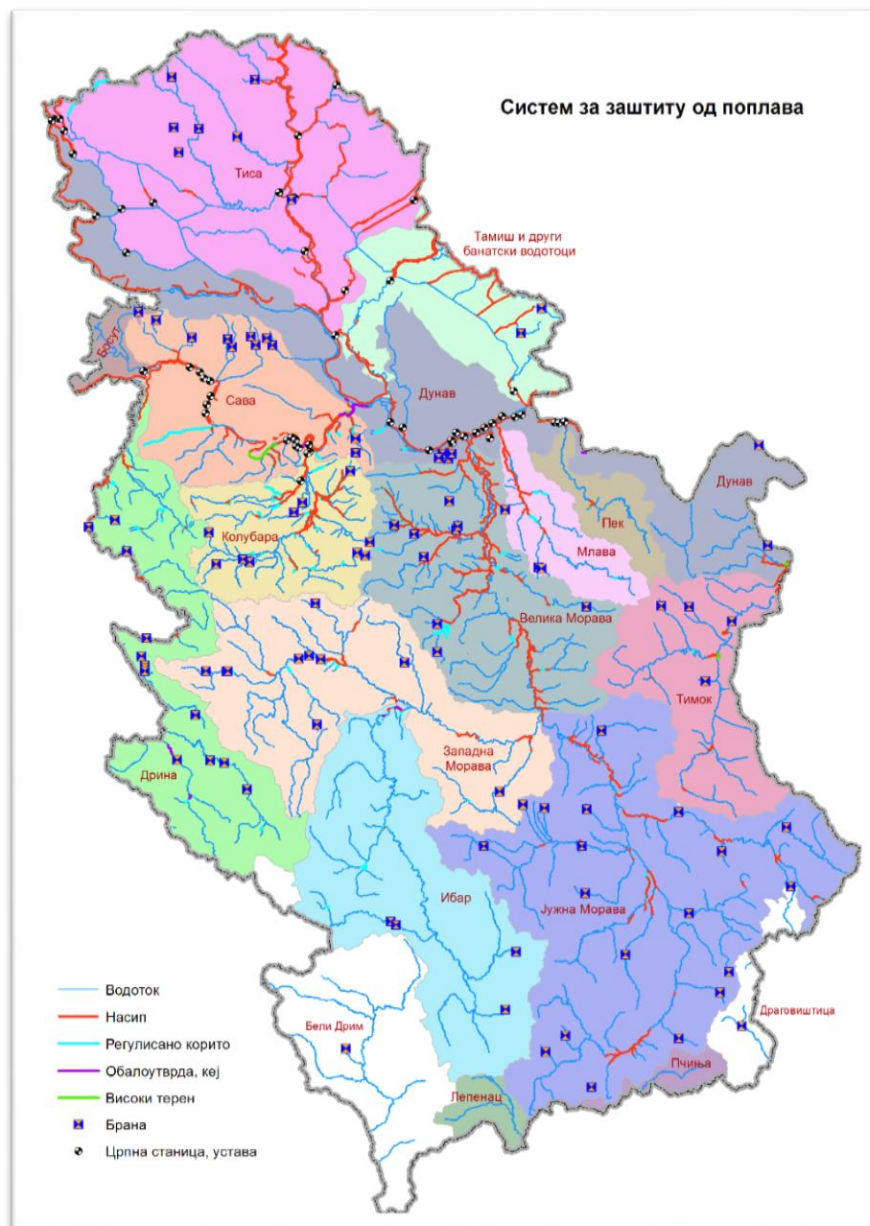 Систем за заштиту од поплава
Тиса
Тамиш и други
банатски водотоци
Босут
Сава
Дунав
Дунав
Пек
Колубара
Млава
Велика Морава
Тимок
Западна
Морава
Дрина
Ибар
Јужна Морава
Бели Дрим
Драговиштица
Пчиња
Лепенац
Водоток
Насип
Регулисано корито
Обалоутврда, кеј
Високи терен
Брана
Црпна станица, устава